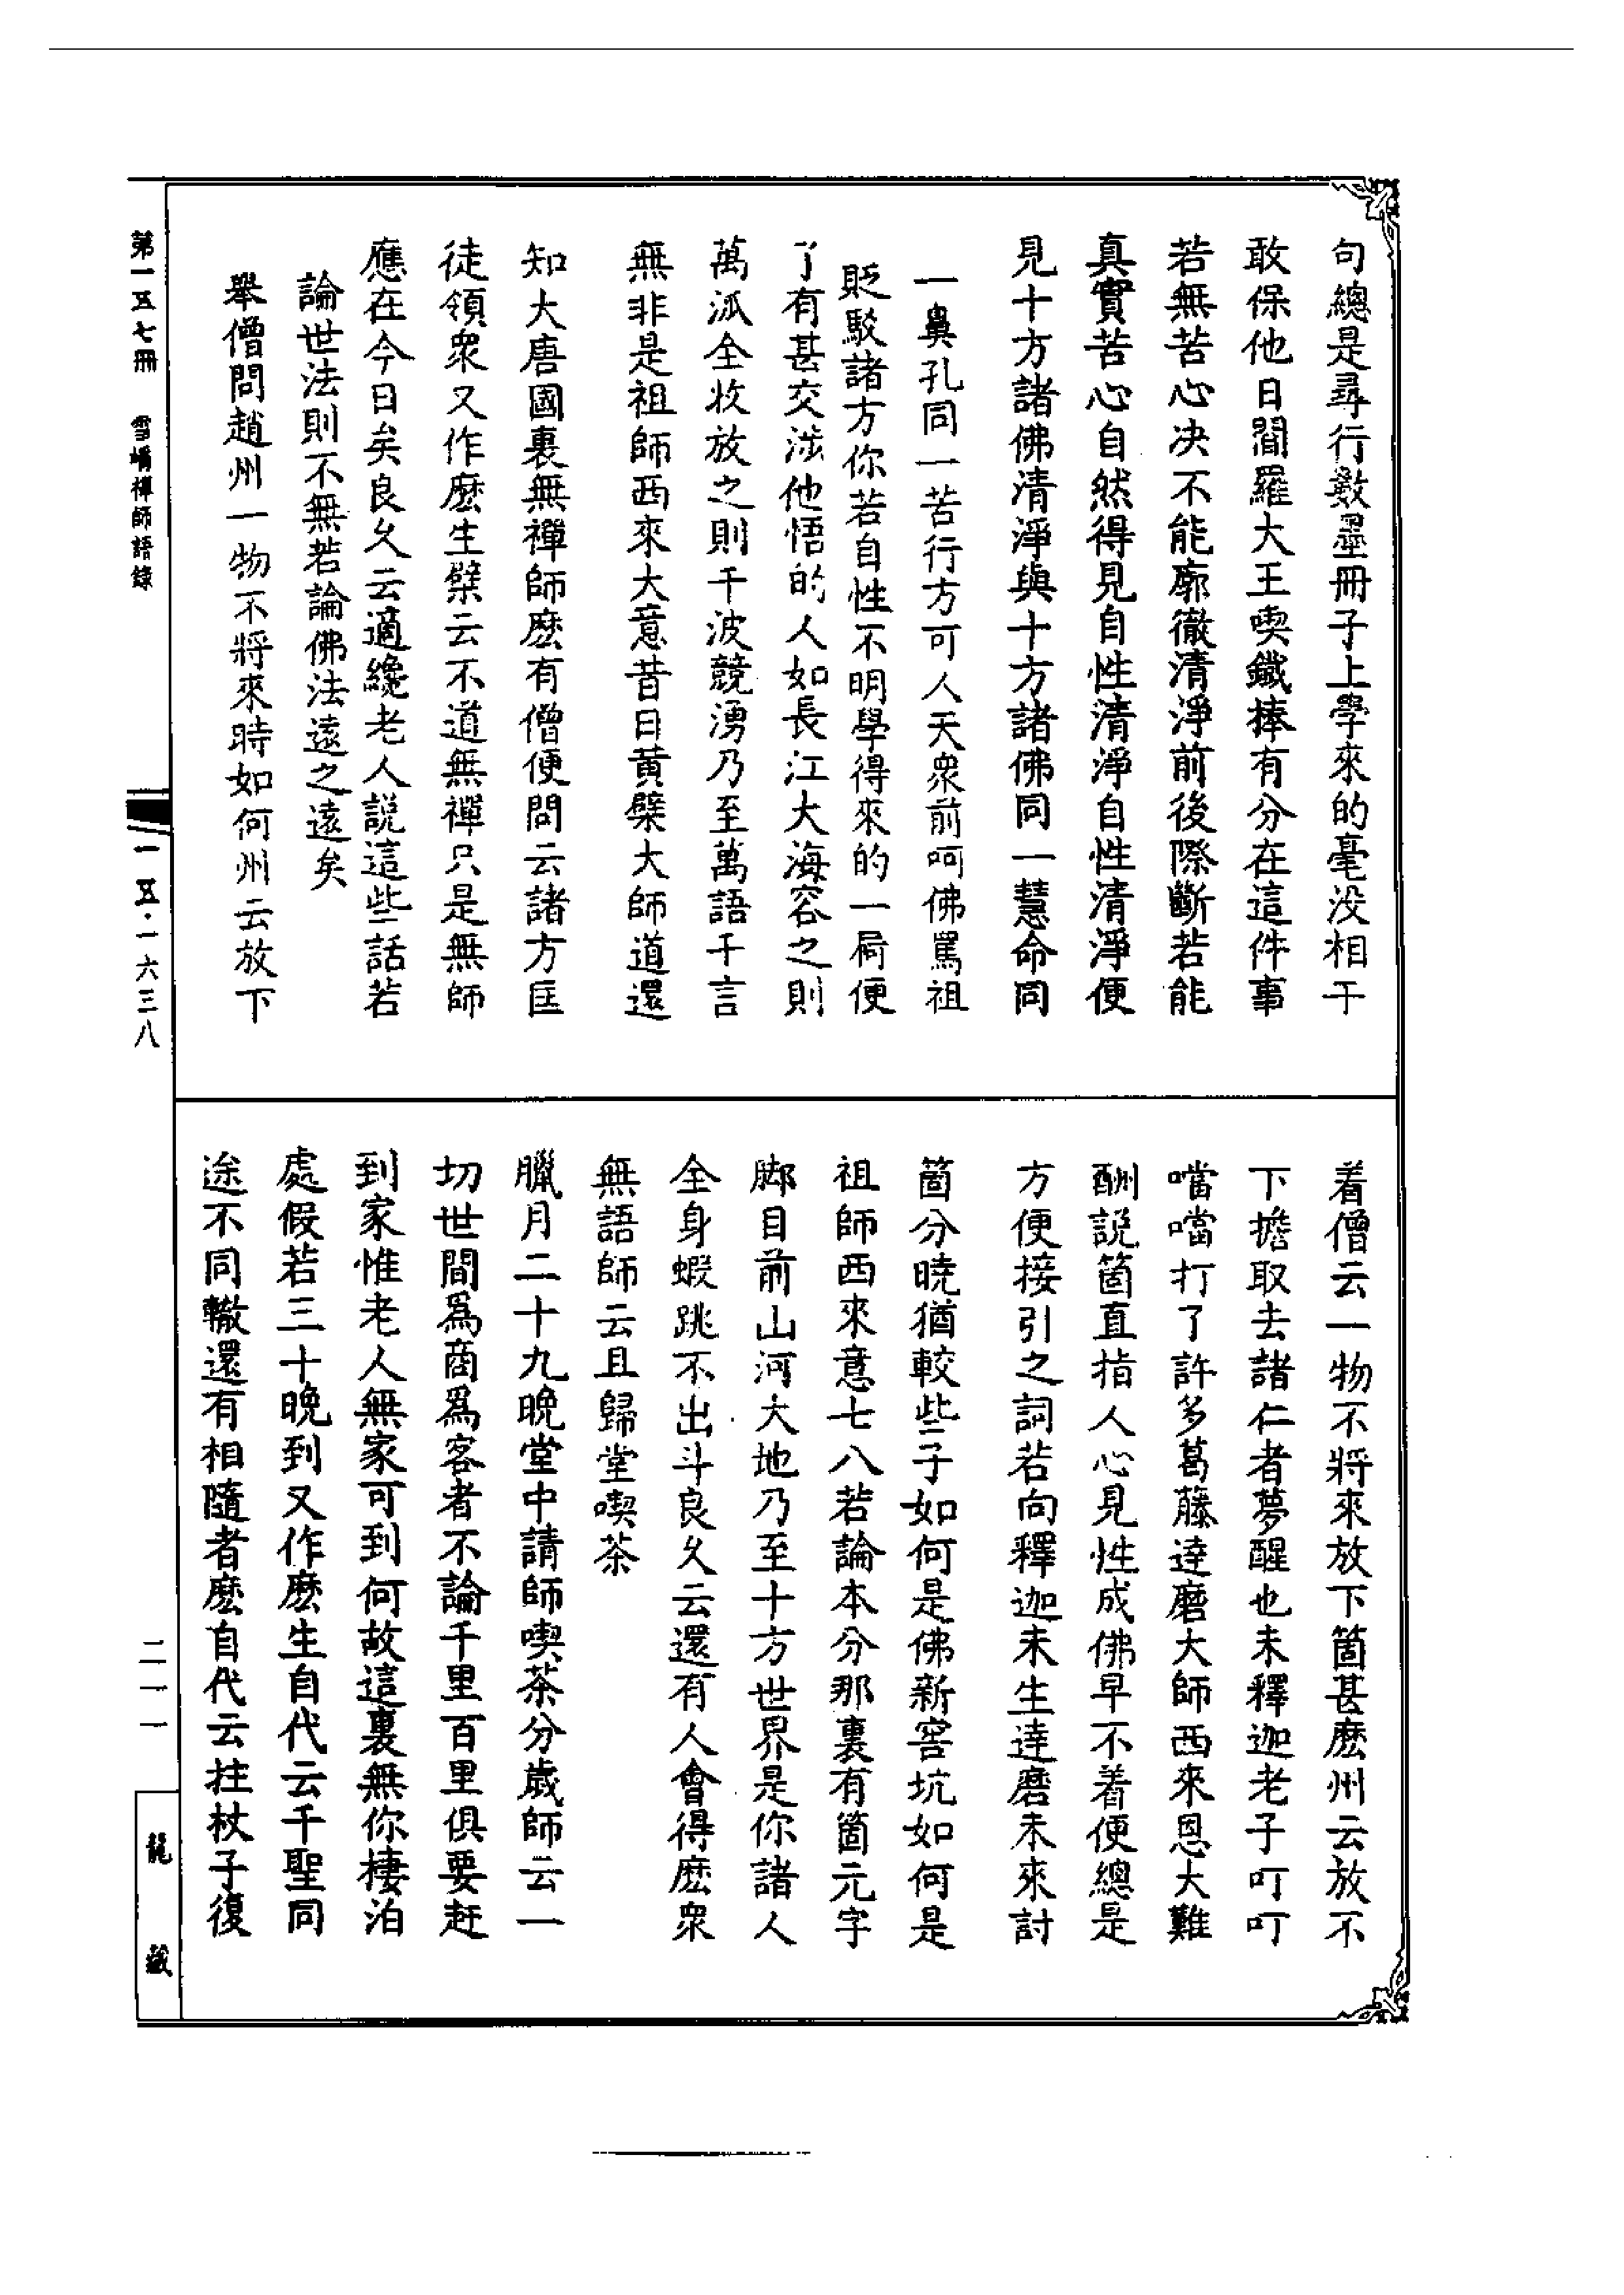 句總是尋行數墨冊子上學來的毫没相干
敢保他日閻羅大王喫鐵棒有分在這件事
若無苦心决不能廓徹清淨前後際斷若能
真實苦心自然得見自性清淨自性清淨便
見十方諸佛清淨與十方諸佛同一慧命同
一鼻孔同一苦行方可人天衆前呵佛罵祖
貶駁諸方你若自性不明學得來的一屑便
了有甚交涉他悟的人如長江大海容之則
萬派全收放之則千波競湧乃至萬語千言
無非是祖師西來大意昔日黄檗大師道還
知大唐國裏無禪師麽有僧便問云諸方匡
徒領衆又作麽生檗云不道無禪只是無師
應在今日矣良久云適纔老人説這些話若
論世法則不無若論佛法遠之遠矣
舉僧問趙州一物不將來時如何州云放下
着僧云一物不將來放下箇甚麽州云放不
下擔取去諸仁者夢醒也未釋迦老子叮叮
噹噹打了許多葛藤達磨大師西來恩大難
酬説箇直指人心見性成佛早不着便總是
方便接引之詞若向釋迦未生達磨未來討
箇分曉猶較些子如何是佛新窖坑如何是
祖師西來意七八若論本分那裏有箇元字
脚目前山河大地乃至十方世界是你諸人
全身蝦跳不出斗良久云還有人會得麽衆
無語師云且歸堂喫茶
臘月二十九晩堂中請師喫茶分歲師云一
切世間爲商爲客者不論千里百里俱要赶
到家惟老人無家可到何故這裏無你棲泊
處假若三十晩到又作麽生自代云千聖同
途不同轍還有相隨者麽自代云拄杖子復
第一五七冊　雪嶠禪師語錄
一五·一六三八
二一一
龍藏